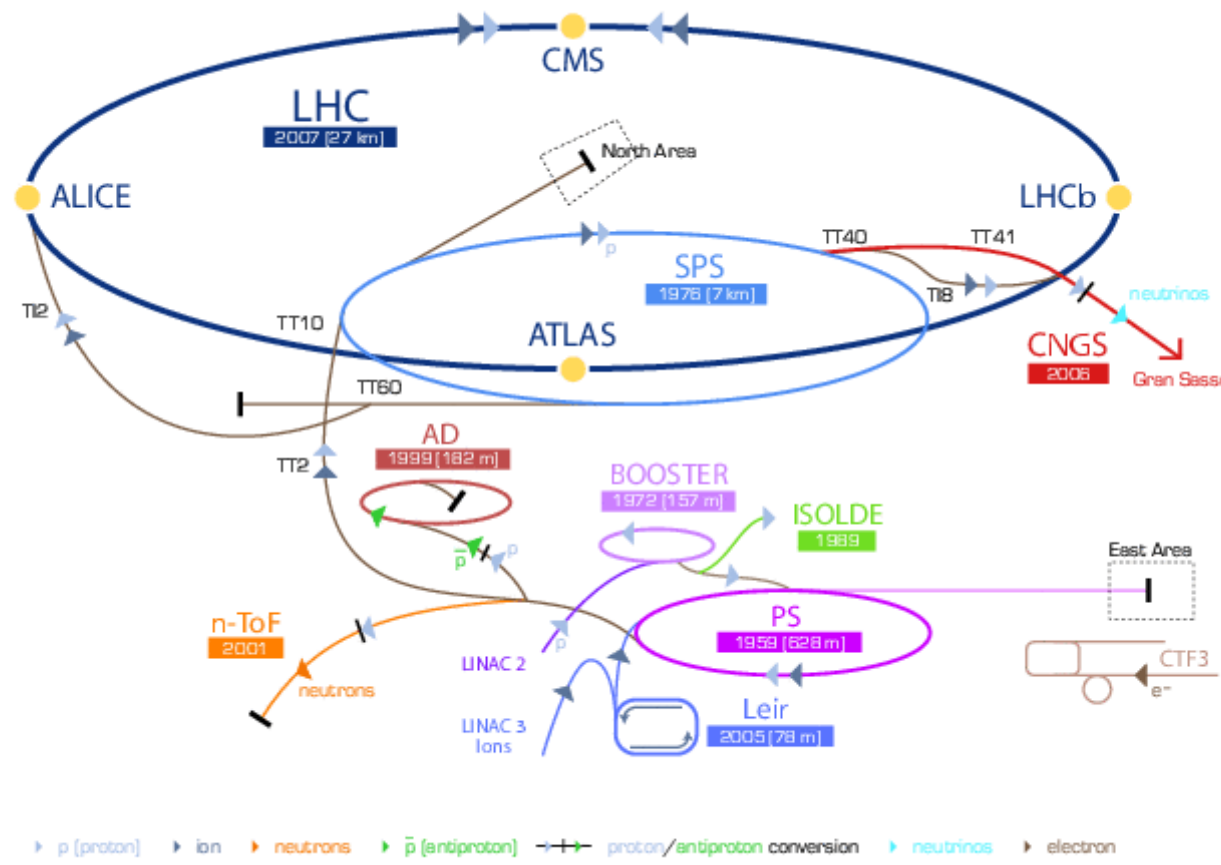 CMS
LHC
2007 [27 km]
North Area
ALICE
LHCb
TT40
TT41
p
SPS
1976 [7 km]
TI8
neutrinos
TI2
TT10
ATLAS
CNGS
2006
Gran Sasso
TT60
AD
1999 [182 m]
TT2
BOOSTER
1972 [157 m]
ISOLDE
1989
East Area
p̅
p
n-ToF
2001
PS
1959 [628 m]
LINAC 2
p
neutrons
CTF3
e-
LINAC 3
Ions
Leir
2005 [78 m]
p [proton]
ion
neutrons
p̅ [antiproton]
proton/antiproton conversion
neutrinos
electron